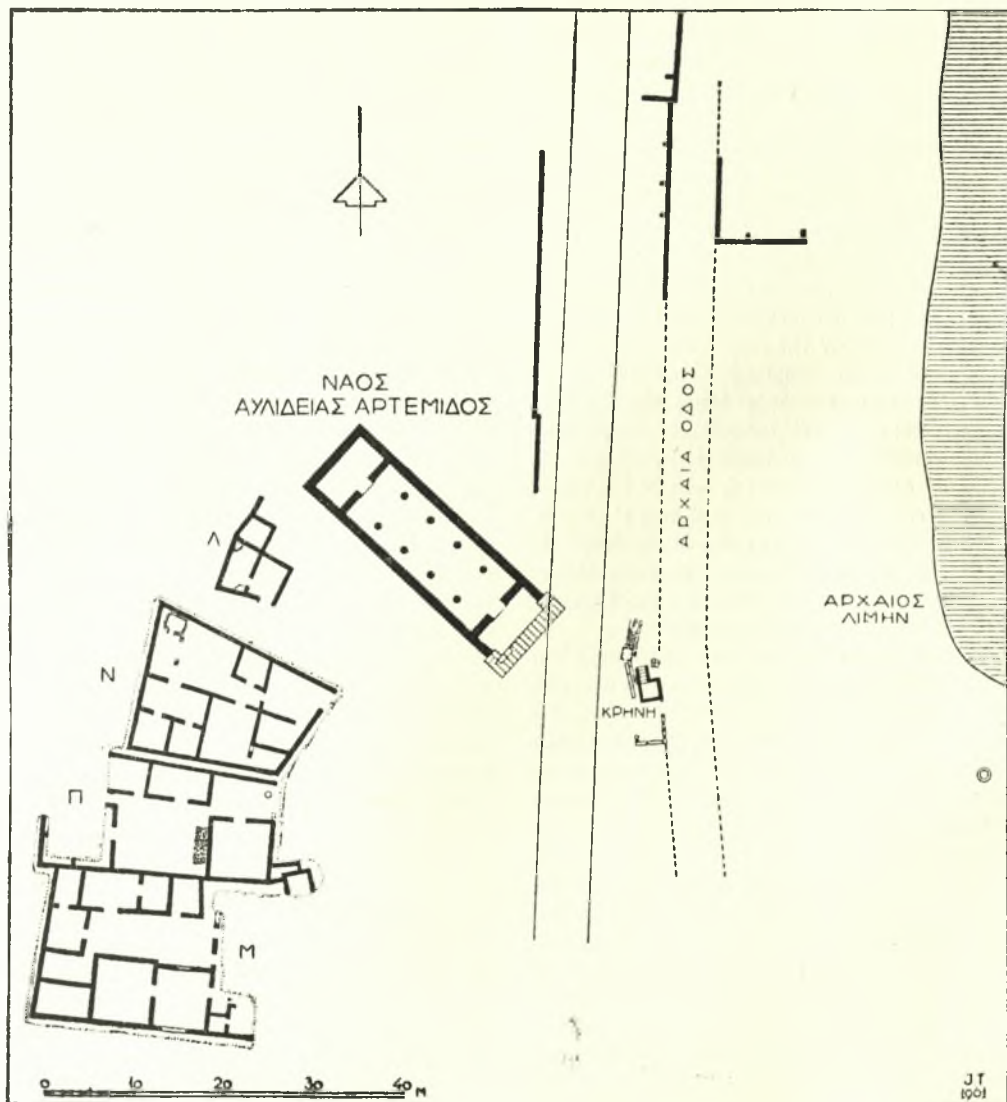 ΝΑΟΣ
ΑΥΛΙΔΕΙΑΣ ΑΡΤΕΜΙΔΟΣ
ΑΡΧΑΙΑ ΟΔΟΣ
Λ
ΑΡΧΑΙΟΣ
ΛΙΜΗΝ
Ν
ΚΡΗΝΗ
Π
Μ
0 10 20 30 40 Μ
J.T
1961